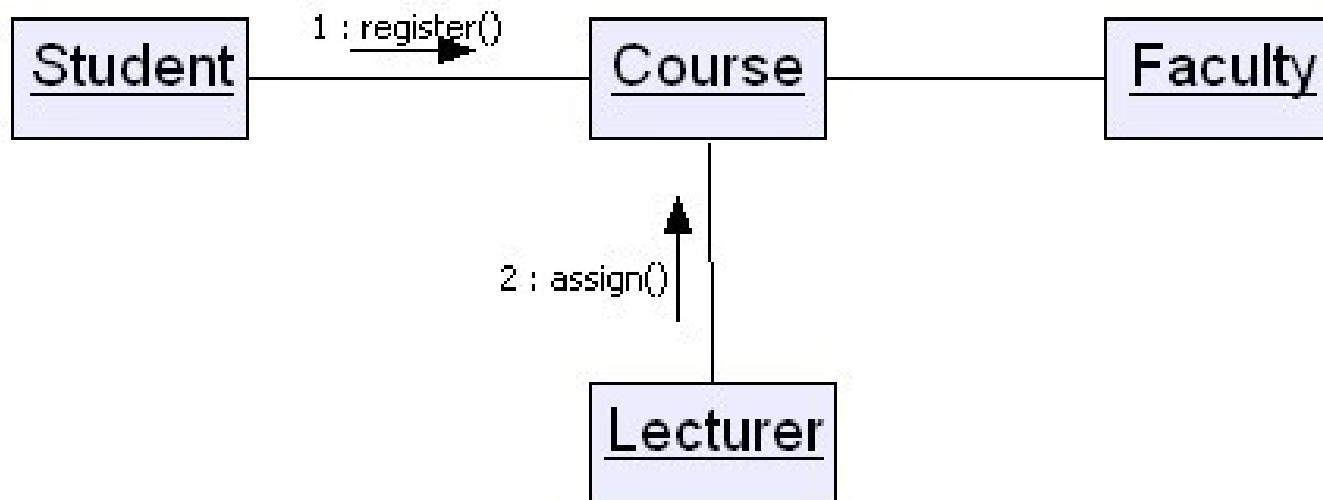 1 : register()
Student
Course
Faculty
2 : assign()
Lecturer